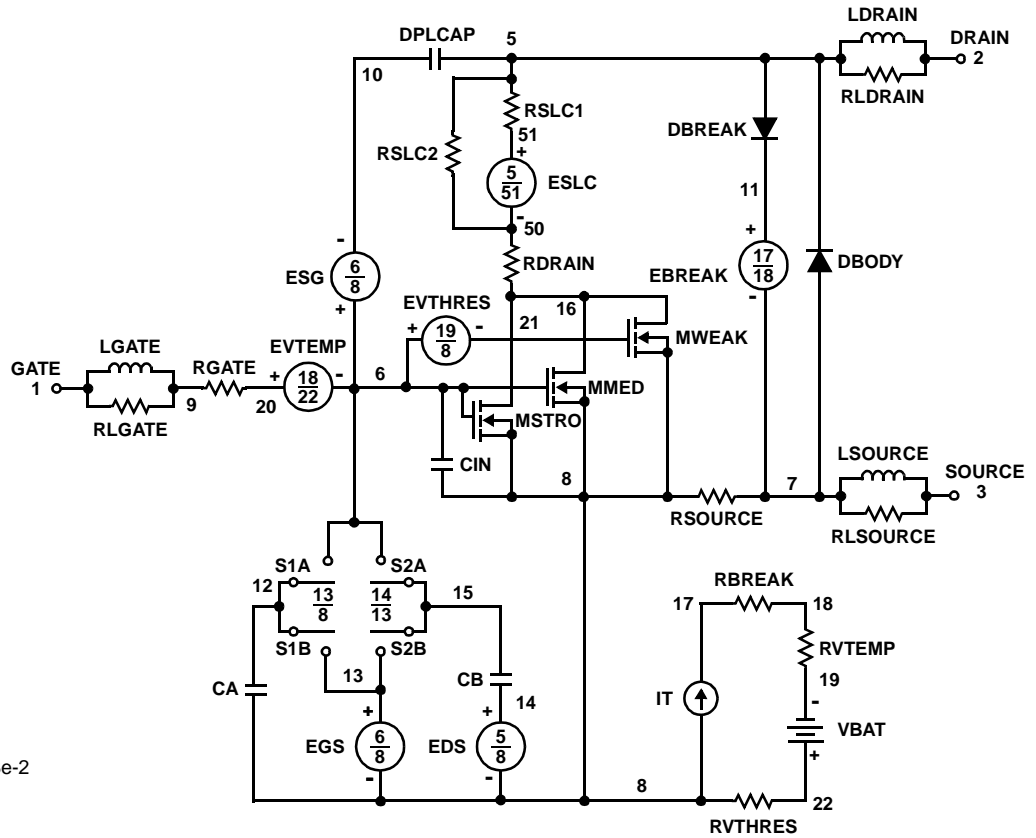 LDRAIN
DPLCAP 5 DRAIN
2
10
RLDRAIN
RSLC1
DBREAK
51
+
RSLC2
5
51
ESLC
11
-
50
+
-
17
18
RDRAIN
EBREAK
DBODY
6
8
ESG
-
+
EVTHRES
16
21
+ 19
8 -
MWEAK
LGATE
EVTEMP
GATE
1
RGATE
+ 18
22 -
6
MMED
9
20
RLGATE
MSTRO
LSOURCE
CIN
8
7
SOURCE
3
RSOURCE
RLSOURCE
S1A
S2A
12
13
8
14
13
15
RBREAK
17
18
S1B
S2B
RVTEMP
13
CA
CB
19
14
IT
-
VBAT
+
+
EGS
6
8
EDS
5
8
+
-
-
8
22
RVTHRES
e-2